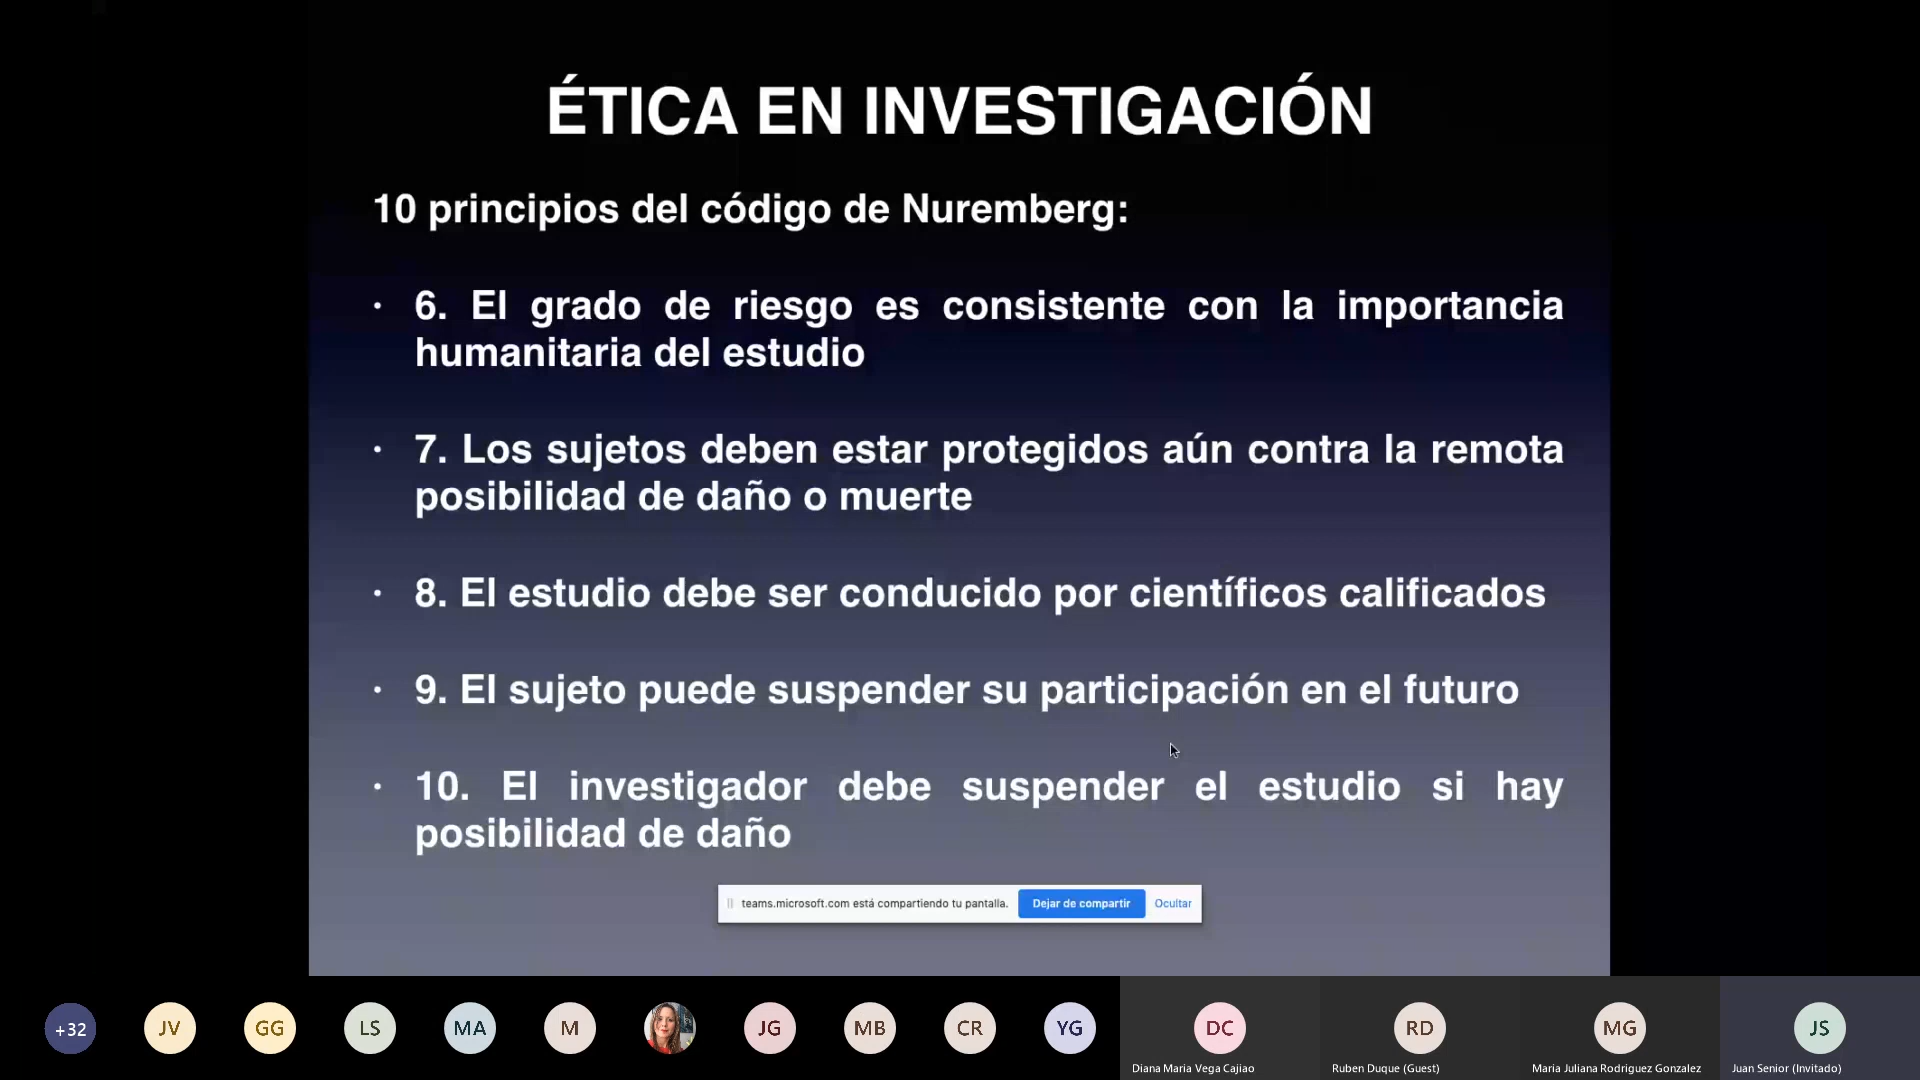 ÉTICA EN INVESTIGACIÓN
10 principios del código de Nuremberg:
· 6. El grado de riesgo es consistente con la importancia
humanitaria del estudio
· 7. Los sujetos deben estar protegidos aún contra la remota
posibilidad de daño o muerte
· 8. El estudio debe ser conducido por científicos calificados
· 9. El sujeto puede suspender su participación en el futuro
· 10. El investigador debe suspender el estudio si hay
posibilidad de daño
teams.microsoft.com está compartiendo tu pantalla. Dejar de compartir Ocultar
+32 JV GG LS MA M JG MB CR YG DC RD MG JS
Diana Maria Vega Cajiao Ruben Duque (Guest) Maria Juliana Rodriguez Gonzalez Juan Senior (Invitado)